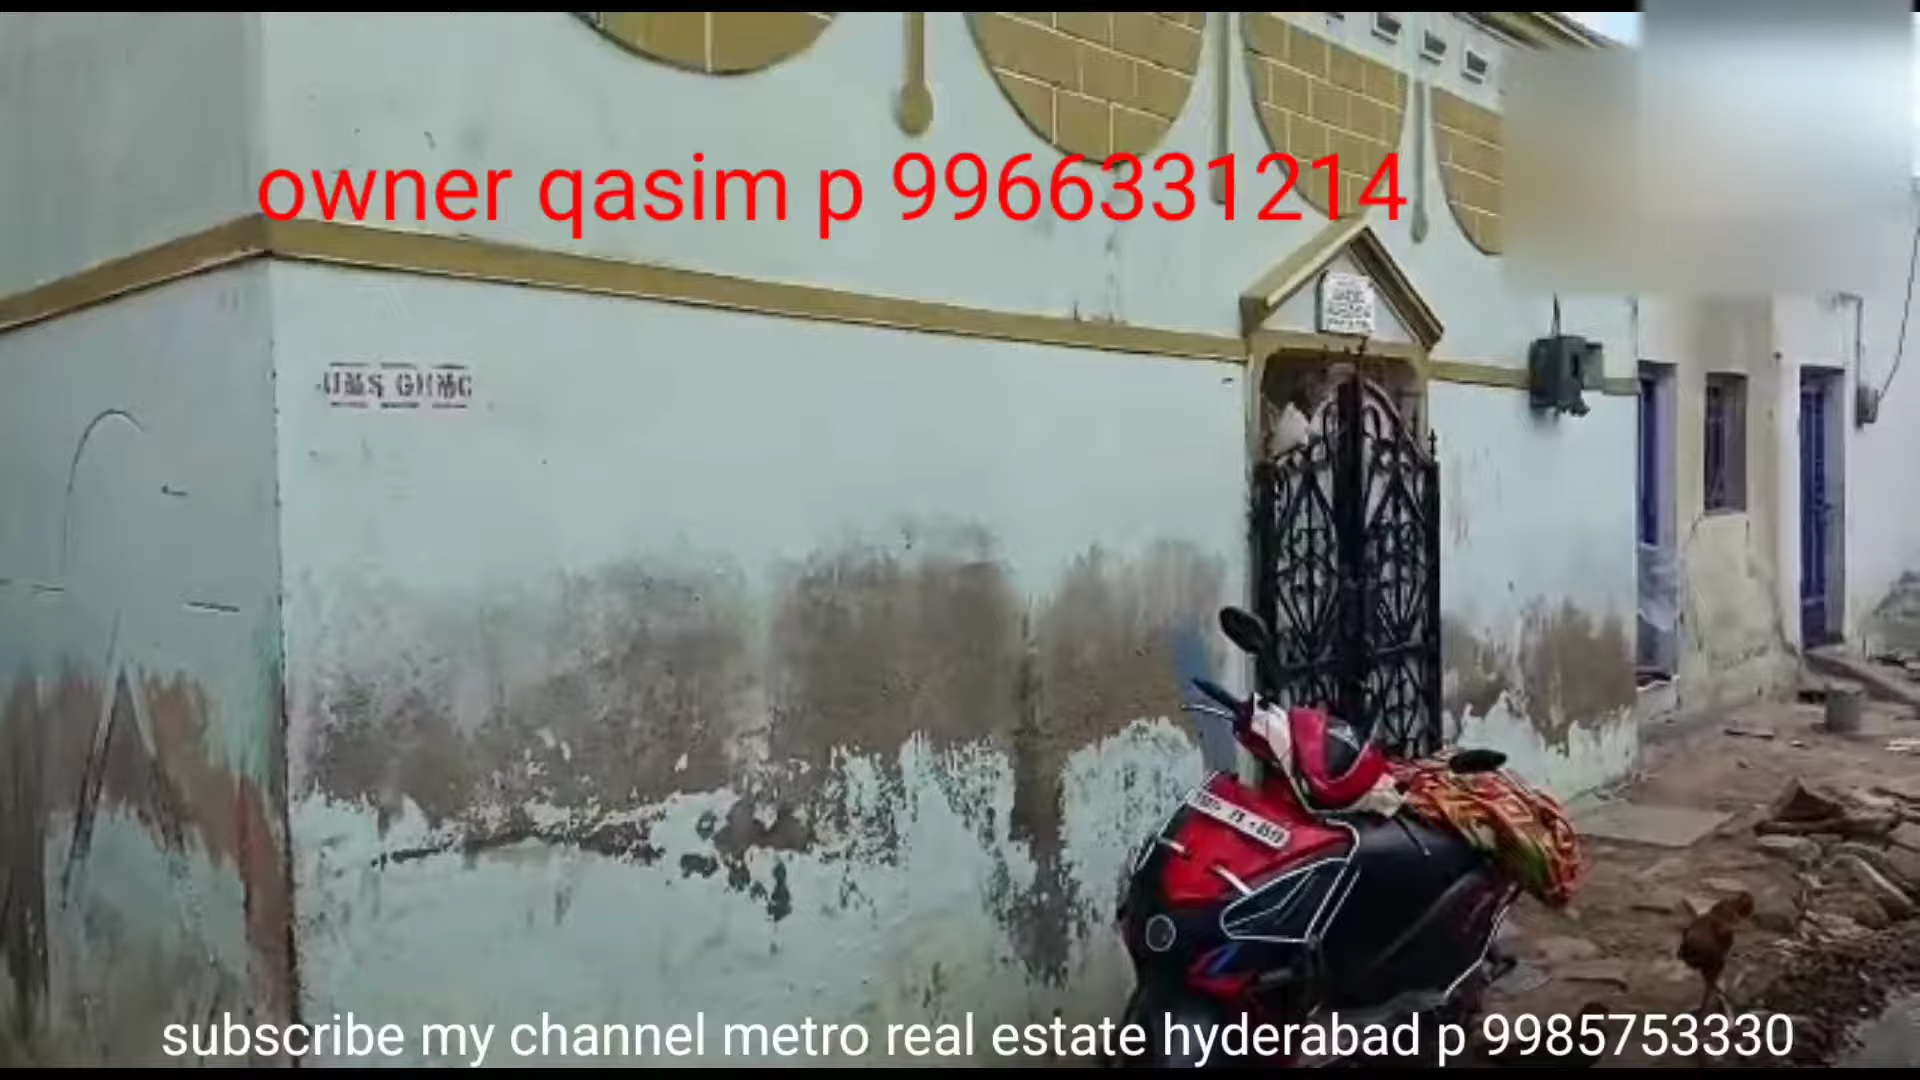 owner qasim p 9966331214
GHMC
subscribe my channel metro real estate hyderabad p 9985753330